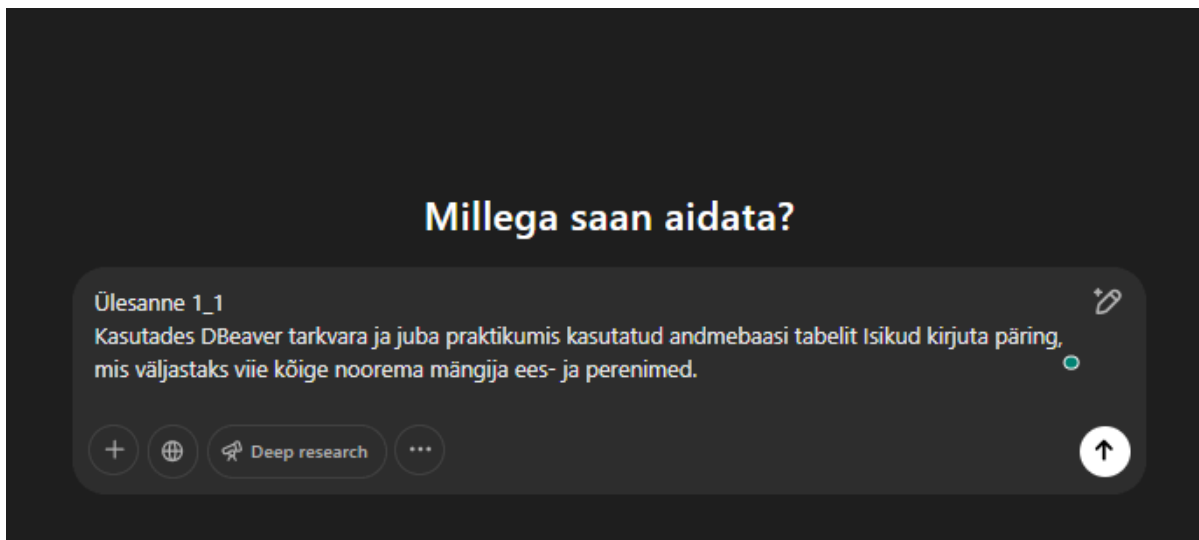 Millega saan aidata?
Ülesanne 1_1
Kasutades DBeaver tarkvara ja juba praktikumis kasutatud andmebaasi tabelit Isikud kirjuta päring,
mis väljastaks viie kõige noorema mängija ees- ja perenimed.
Deep research